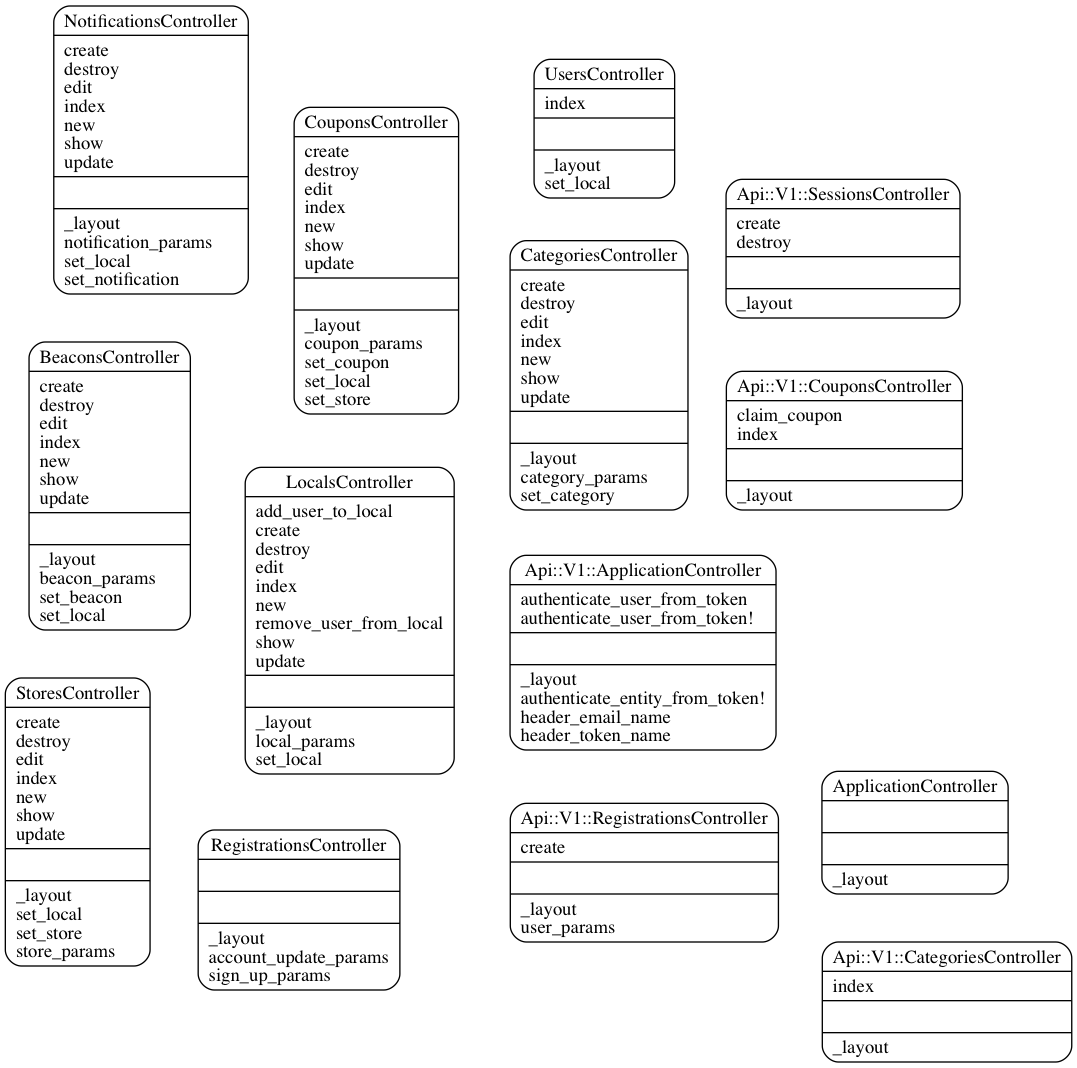 NotificationsController
create
destroy
edit
index
new
show
update
_layout
notification_params
set_local
set_notification
CouponsController
create
destroy
edit
index
new
show
update
_layout
coupon_params
set_coupon
set_local
set_store
UsersController
index
_layout
set_local
Api::V1::SessionsController
create
destroy
_layout
CategoriesController
create
destroy
edit
index
new
show
update
_layout
category_params
set_category
BeaconsController
create
destroy
edit
index
new
show
update
_layout
beacon_params
set_beacon
set_local
Api::V1::CouponsController
claim_coupon
index
_layout
LocalsController
add_user_to_local
create
destroy
edit
index
new
remove_user_from_local
show
update
_layout
local_params
set_local
Api::V1::ApplicationController
authenticate_user_from_token
authenticate_user_from_token!
_layout
authenticate_entity_from_token!
header_email_name
header_token_name
StoresController
create
destroy
edit
index
new
show
update
_layout
set_local
set_store
store_params
RegistrationsController
_layout
account_update_params
sign_up_params
Api::V1::RegistrationsController
create
_layout
user_params
ApplicationController
_layout
Api::V1::CategoriesController
index
_layout